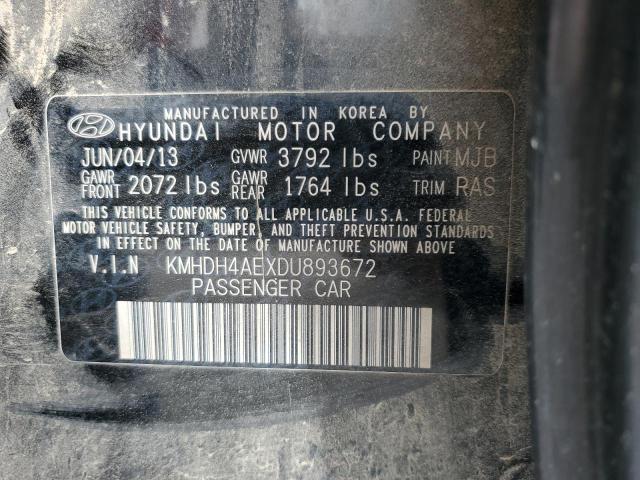 MANUFACTURED IN KOREA BY
HYUNDAI MOTOR COMPANY
JUN/04/13 GVWR 3792 lbs PAINT MJB
GAWR FRONT 2072 lbs GAWR REAR 1764 lbs TRIM RAS
THIS VEHICLE CONFORMS TO ALL APPLICABLE U.S.A. FEDERAL
MOTOR VEHICLE SAFETY, BUMPER, AND THEFT PREVENTION STANDARDS
IN EFFECT ON THE DATE OF MANUFACTURE SHOWN ABOVE
V.I.N KMHDH4AEXDU893672
PASSENGER CAR